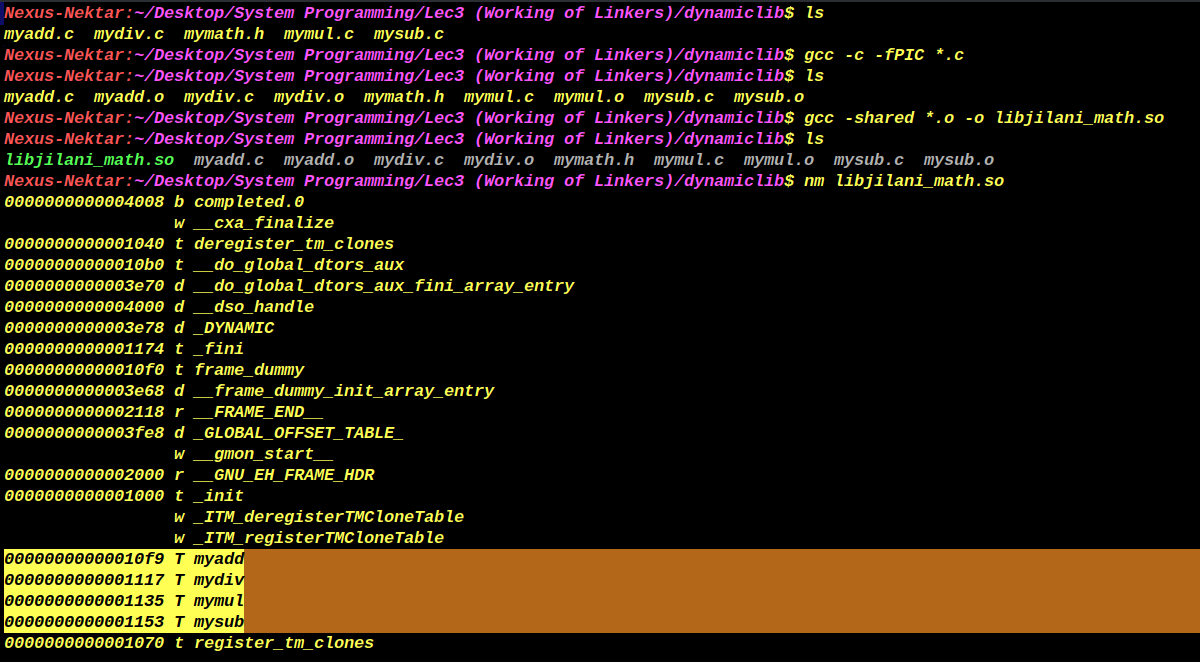 Nexus-Nektar:~/Desktop/System Programming/Lec3 (Working of Linkers)/dynamiclib$ ls
myadd.c  mydiv.c  mymath.h  mymul.c  mysub.c
Nexus-Nektar:~/Desktop/System Programming/Lec3 (Working of Linkers)/dynamiclib$ gcc -c -fPIC *.c
Nexus-Nektar:~/Desktop/System Programming/Lec3 (Working of Linkers)/dynamiclib$ ls
myadd.c  myadd.o  mydiv.c  mydiv.o  mymath.h  mymul.c  mymul.o  mysub.c  mysub.o
Nexus-Nektar:~/Desktop/System Programming/Lec3 (Working of Linkers)/dynamiclib$ gcc -shared *.o -o libjilani_math.so
Nexus-Nektar:~/Desktop/System Programming/Lec3 (Working of Linkers)/dynamiclib$ ls
libjilani_math.so  myadd.c  myadd.o  mydiv.c  mydiv.o  mymath.h  mymul.c  mymul.o  mysub.c  mysub.o
Nexus-Nektar:~/Desktop/System Programming/Lec3 (Working of Linkers)/dynamiclib$ nm libjilani_math.so
0000000000004008 b completed.0
                 w __cxa_finalize
0000000000001040 t deregister_tm_clones
00000000000010b0 t __do_global_dtors_aux
0000000000003e70 d __do_global_dtors_aux_fini_array_entry
0000000000004000 d __dso_handle
0000000000003e78 d _DYNAMIC
0000000000001174 t _fini
00000000000010f0 t frame_dummy
0000000000003e68 d __frame_dummy_init_array_entry
0000000000002118 r __FRAME_END__
0000000000003fe8 d _GLOBAL_OFFSET_TABLE_
                 w __gmon_start__
0000000000002000 r __GNU_EH_FRAME_HDR
0000000000001000 t _init
                 w _ITM_deregisterTMCloneTable
                 w _ITM_registerTMCloneTable
00000000000010f9 T myadd
0000000000001117 T mydiv
0000000000001135 T mymul
0000000000001153 T mysub
0000000000001070 t register_tm_clones